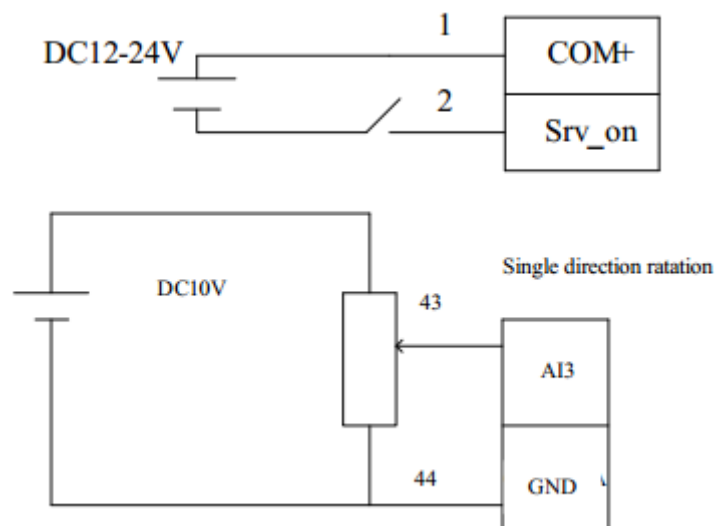 1
DC12-24V
COM+
2
Srv_on
Single direction ratation
DC10V
43
AI3
44
GND